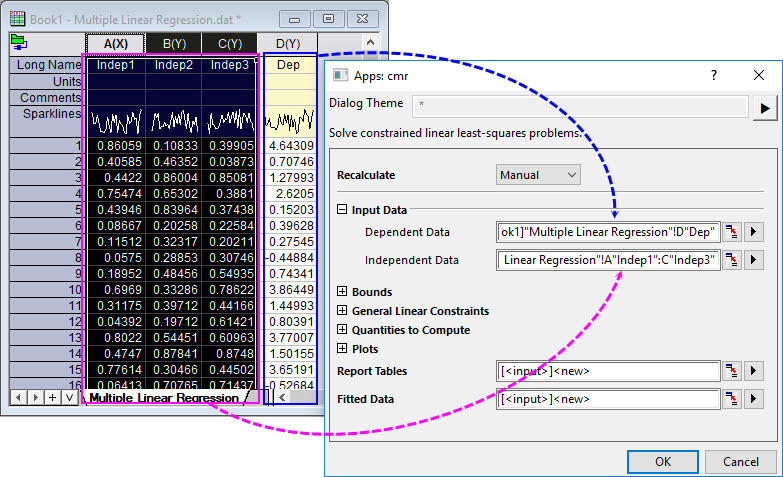 Book1 - Multiple Linear Regression.dat *
A(X) B(Y) C(Y) D(Y)
Long Name Indep1 Indep2 Indep3 Dep
Units
Comments
Sparklines
1 0.86059 0.10833 0.39905 4.64309
2 0.40585 0.46352 0.03873 0.70746
3 0.4422 0.86004 0.85081 1.27993
4 0.75474 0.65302 0.3881 2.6205
5 0.43946 0.83964 0.37438 0.15203
6 0.08667 0.20258 0.22584 0.39628
7 0.11512 0.32317 0.20211 0.27545
8 0.0575 0.28853 0.30746 -0.44884
9 0.18952 0.48456 0.54935 0.74341
10 0.6969 0.33286 0.78622 3.86449
11 0.31175 0.39712 0.44166 1.44993
12 0.04392 0.19712 0.61421 0.80391
13 0.8022 0.54451 0.60963 3.77007
14 0.4747 0.87841 0.8748 1.50155
15 0.77614 0.30466 0.44502 3.65191
16 0.06413 0.70765 0.71437 -0.52684
Multiple Linear Regression
Apps: cmr
Dialog Theme *
Solve constrained linear least-squares problems.
Recalculate Manual
Input Data
Dependent Data ok1]"Multiple Linear Regression"!D"Dep"
Independent Data Linear Regression"!A"Indep1":C"Indep3"
Bounds
General Linear Constraints
Quantities to Compute
Plots
Report Tables [<input>]<new>
Fitted Data [<input>]<new>
OK Cancel